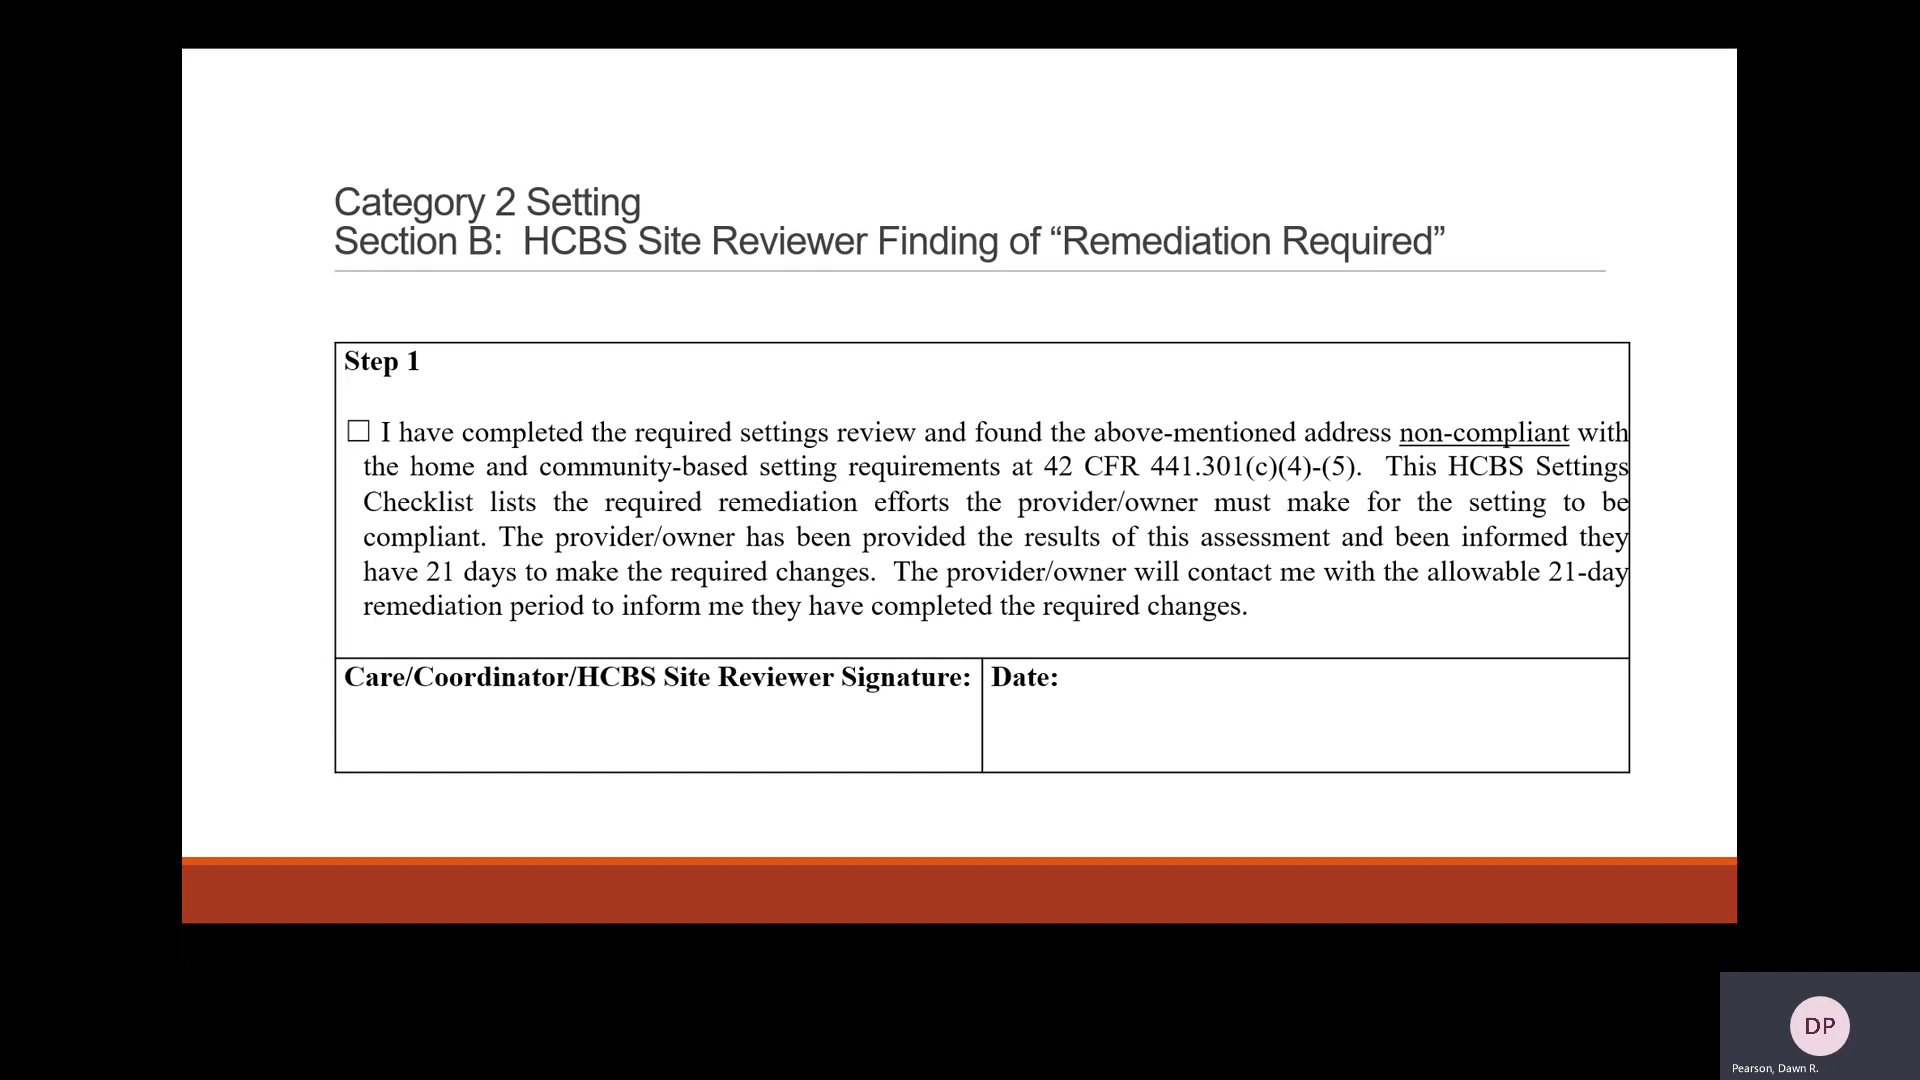 Category 2 Setting
Section B:  HCBS Site Reviewer Finding of “Remediation Required”
Step 1
☐ I have completed the required settings review and found the above-mentioned address non-compliant with
the home and community-based setting requirements at 42 CFR 441.301(c)(4)-(5).  This HCBS Settings
Checklist lists the required remediation efforts the provider/owner must make for the setting to be
compliant. The provider/owner has been provided the results of this assessment and been informed they
have 21 days to make the required changes.  The provider/owner will contact me with the allowable 21-day
remediation period to inform me they have completed the required changes.
Care/Coordinator/HCBS Site Reviewer Signature:
Date:
DP
Pearson, Dawn R.